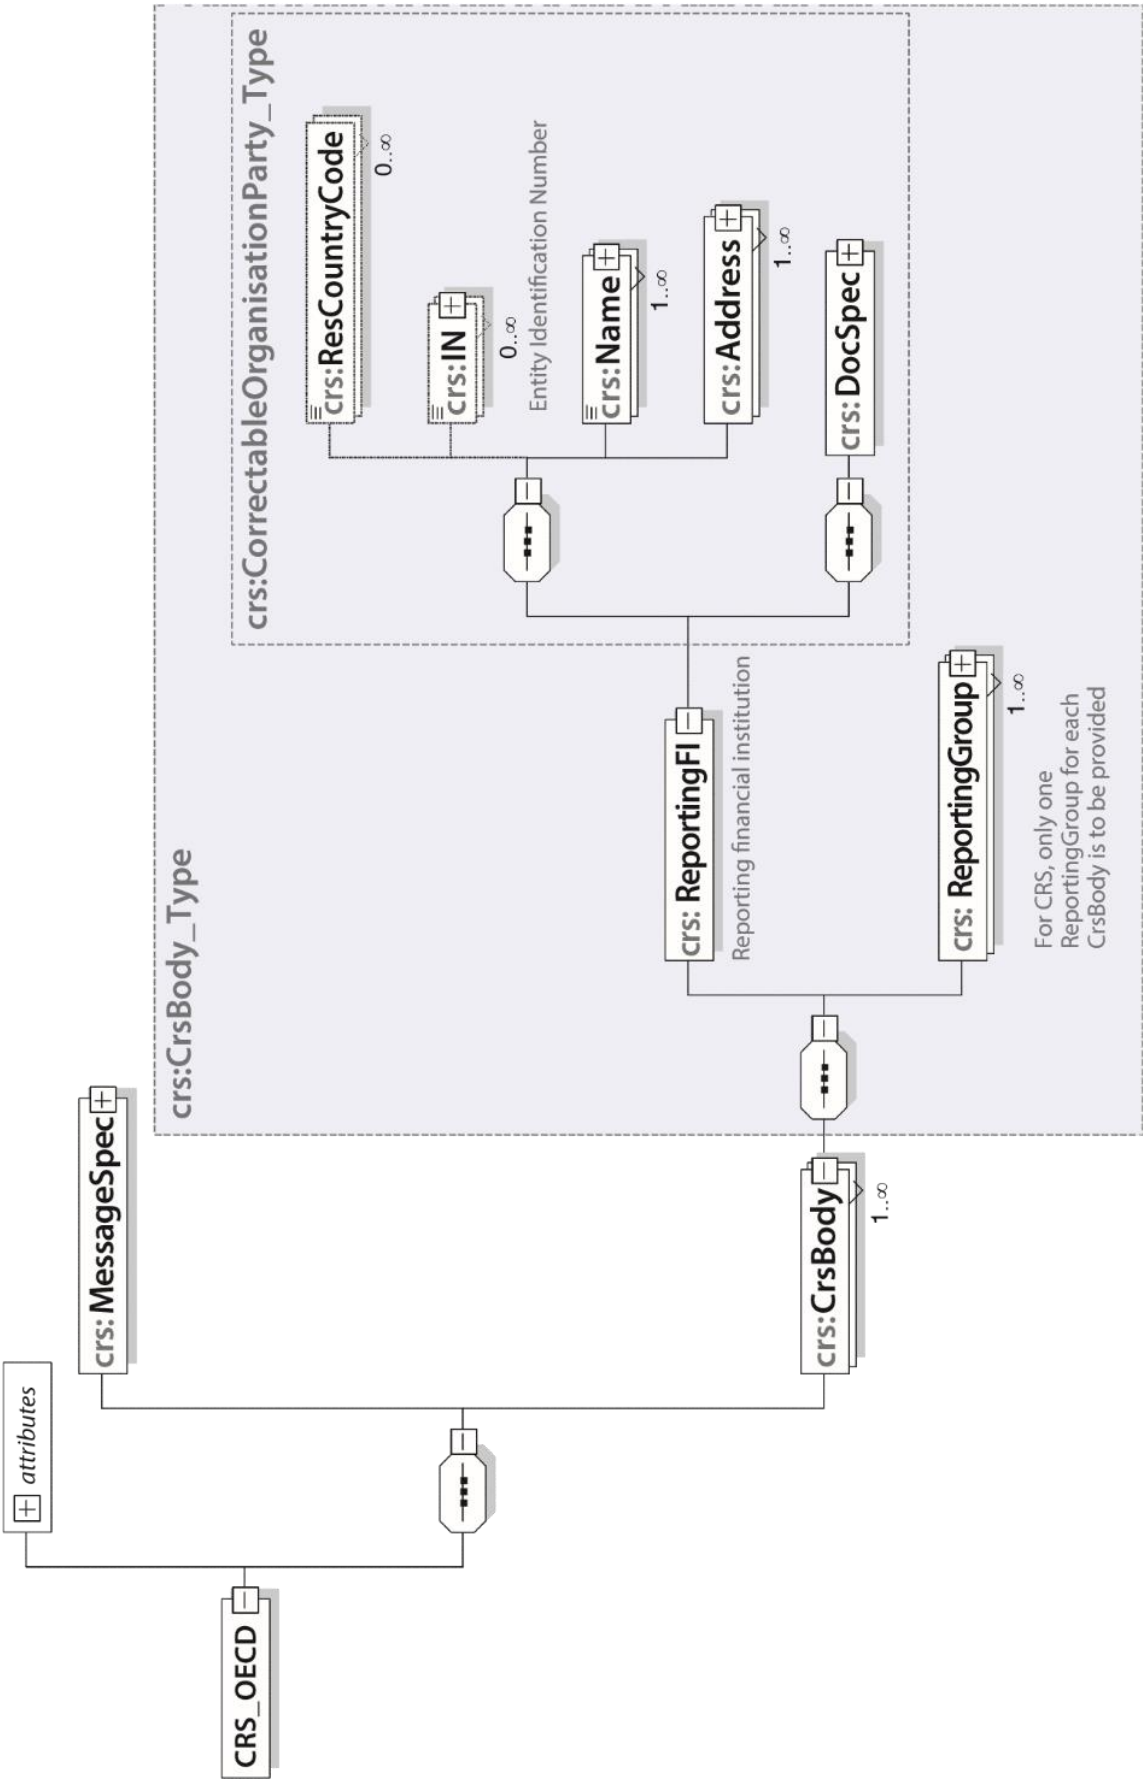 CRS_OECD
+ attributes
crs: MessageSpec
crs:CrsBody
1..∞
crs:CrsBody_Type
crs: ReportingFI
Reporting financial institution
crs:CorrectableOrganisationParty_Type
crs:ResCountryCode
0..∞
crs:IN
0..∞
Entity Identification Number
crs:Name
1..∞
crs:Address
1..∞
crs:DocSpec
crs: ReportingGroup
1..∞
For CRS, only one
ReportingGroup for each
CrsBody is to be provided